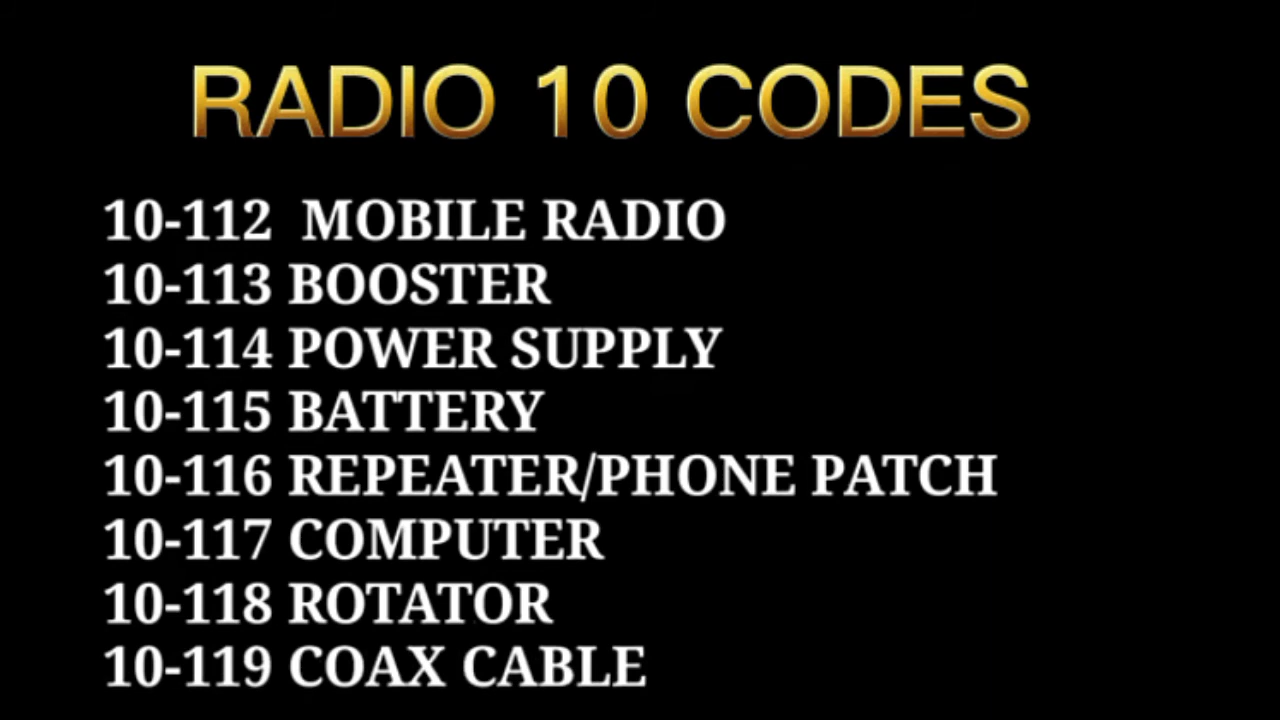 RADIO 10 CODES
10-112 MOBILE RADIO
10-113 BOOSTER
10-114 POWER SUPPLY
10-115 BATTERY
10-116 REPEATER/PHONE PATCH
10-117 COMPUTER
10-118 ROTATOR
10-119 COAX CABLE